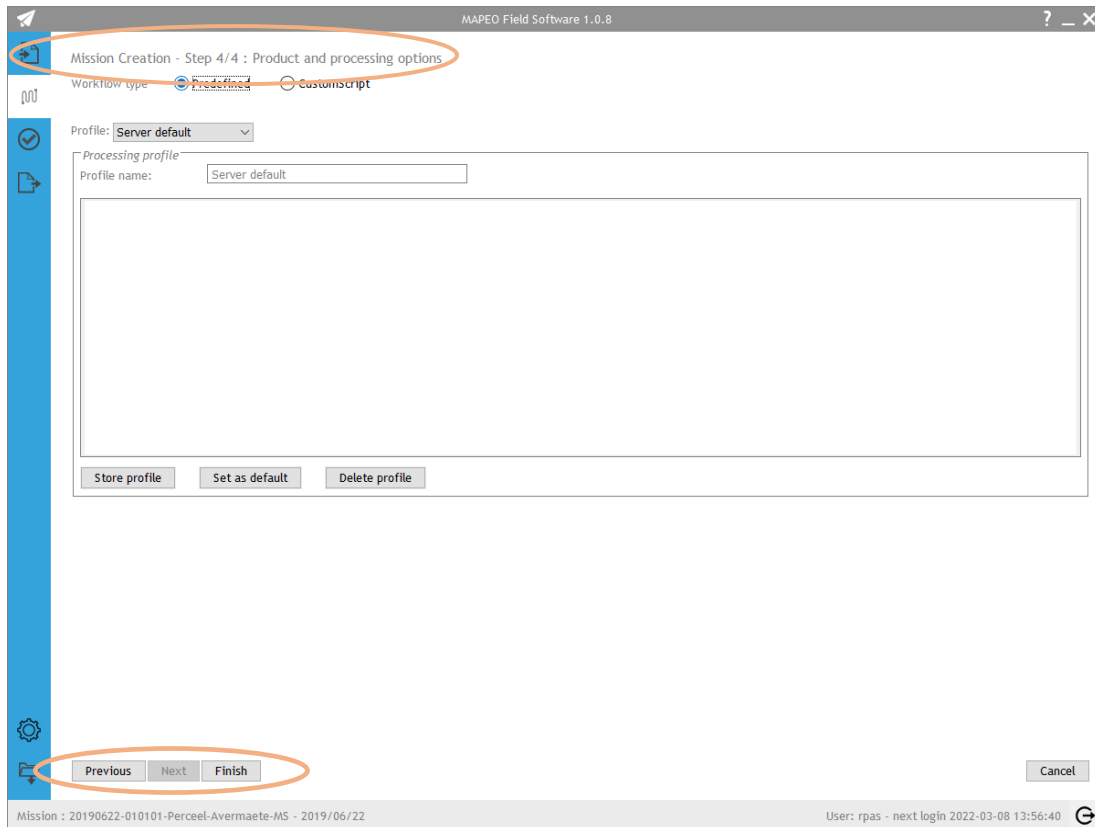 MAPEO Field Software 1.0.8 ?
Mission Creation - Step 4/4 : Product and processing options
Workflow type Predefined CustomScript
Profile: Server default
Processing profile
Profile name: Server default
Store profile Set as default Delete profile
Previous Next Finish Cancel
Mission : 20190622-010101-Perceel-Avermaete-MS - 2019/06/22 User: rpas - next login 2022-03-08 13:56:40